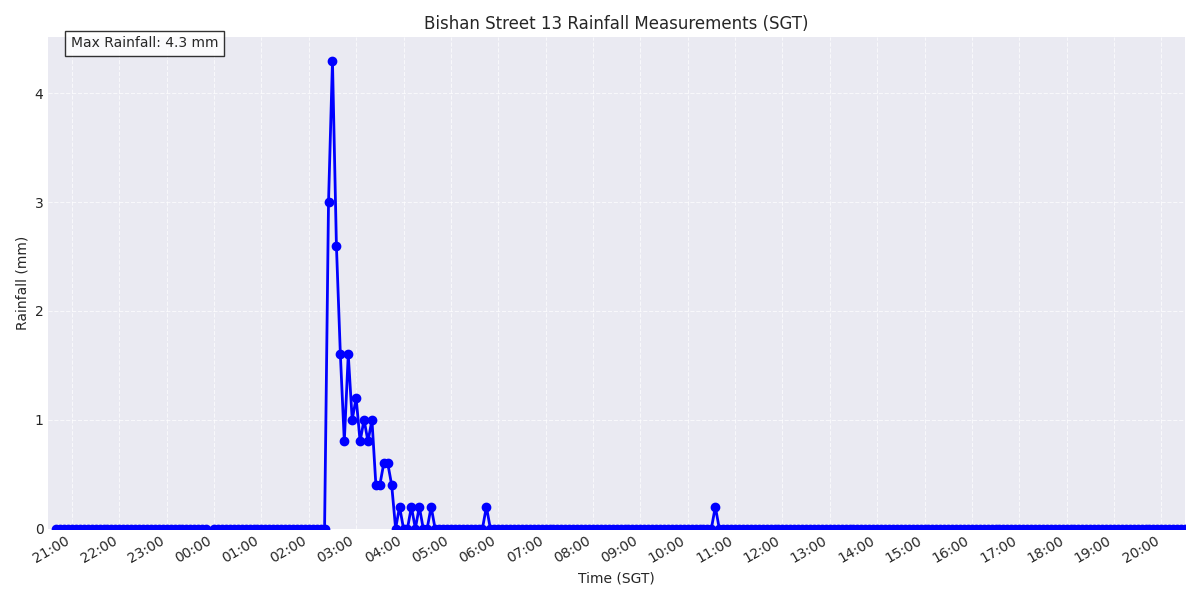 Bishan Street 13 Rainfall Measurements (SGT)
Max Rainfall: 4.3 mm
Rainfall (mm)
4
3
2
1
0
21:00 22:00 23:00 00:00 01:00 02:00 03:00 04:00 05:00 06:00 07:00 08:00 09:00 10:00 11:00 12:00 13:00 14:00 15:00 16:00 17:00 18:00 19:00 20:00
Time (SGT)